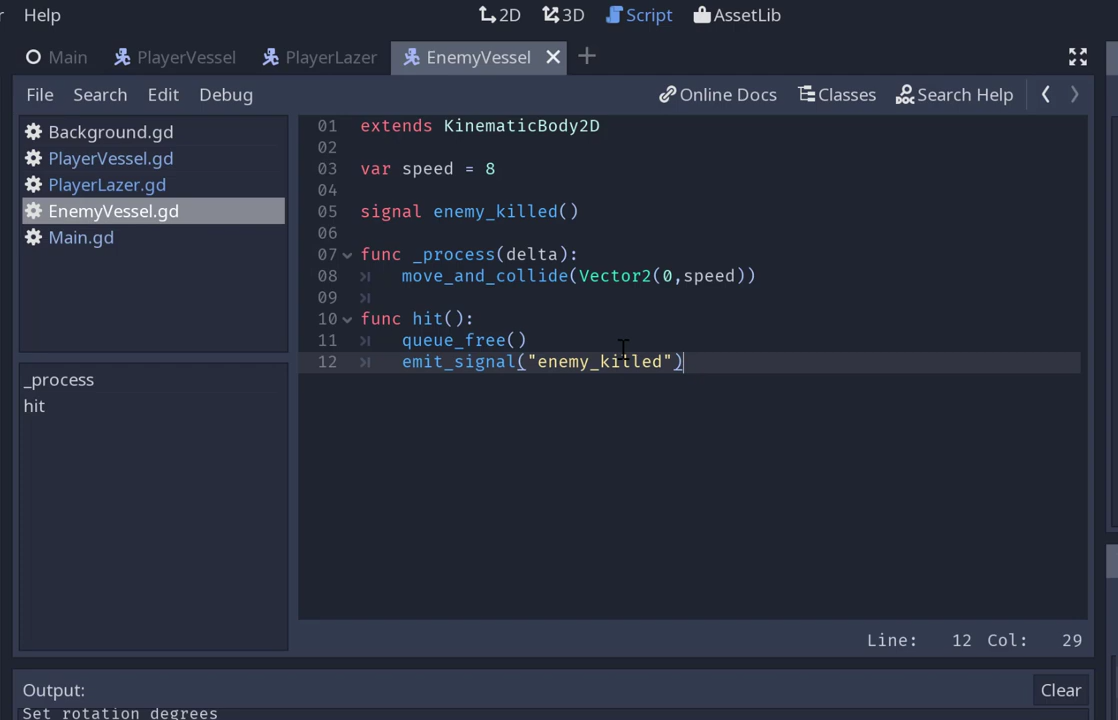 Help
2D 3D Script AssetLib
Main PlayerVessel PlayerLazer EnemyVessel
File Search Edit Debug Online Docs Classes Search Help
Background.gd
PlayerVessel.gd
PlayerLazer.gd
EnemyVessel.gd
Main.gd
_process
hit
01 extends KinematicBody2D
02
03 var speed = 8
04
05 signal enemy_killed()
06
07 func _process(delta):
08 move_and_collide(Vector2(0,speed))
09
10 func hit():
11 queue_free()
12 emit_signal("enemy_killed")
Line: 12 Col: 29
Output: Clear
Set rotation degrees